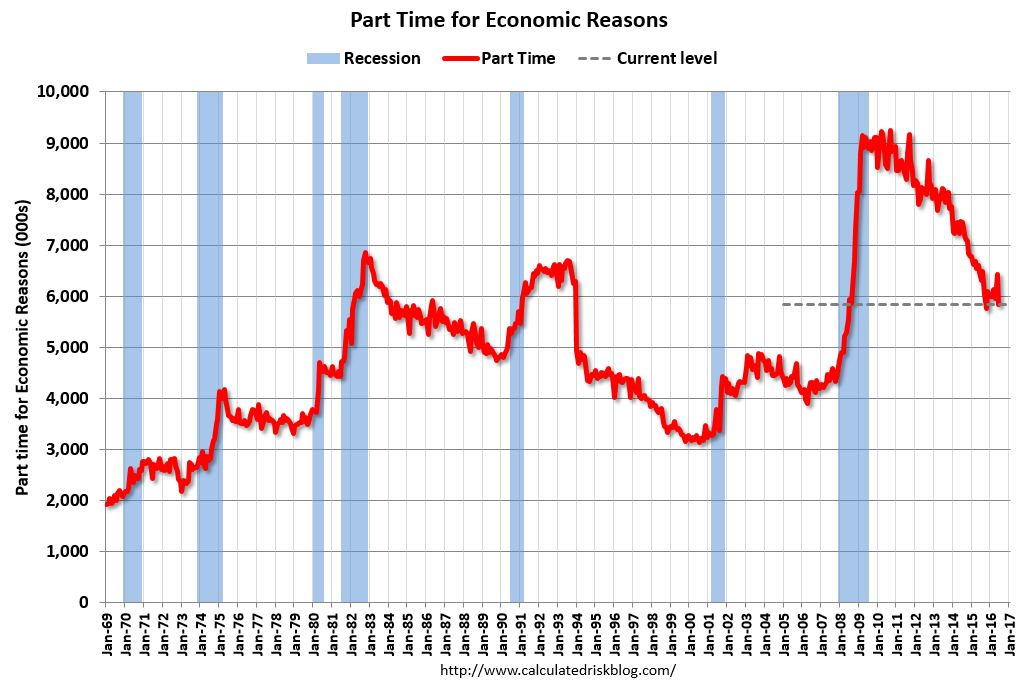 Part Time for Economic Reasons
Recession Part Time Current level
Part time for Economic Reasons (000s)
10,000
9,000
8,000
7,000
6,000
5,000
4,000
3,000
2,000
1,000
0
Jan-69 Jan-70 Jan-71 Jan-72 Jan-73 Jan-74 Jan-75 Jan-76 Jan-77 Jan-78 Jan-79 Jan-80 Jan-81 Jan-82 Jan-83 Jan-84 Jan-85 Jan-86 Jan-87 Jan-88 Jan-89 Jan-90 Jan-91 Jan-92 Jan-93 Jan-94 Jan-95 Jan-96 Jan-97 Jan-98 Jan-99 Jan-00 Jan-01 Jan-02 Jan-03 Jan-04 Jan-05 Jan-06 Jan-07 Jan-08 Jan-09 Jan-10 Jan-11 Jan-12 Jan-13 Jan-14 Jan-15 Jan-16 Jan-17
http://www.calculatedriskblog.com/